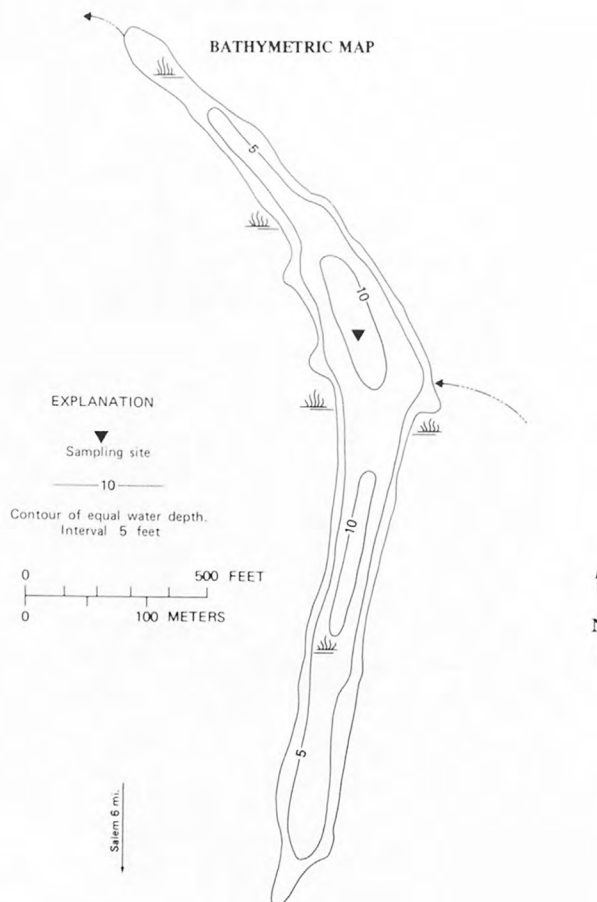 BATHYMETRIC MAP
5
10
EXPLANATION
Sampling site
10
Contour of equal water depth.
Interval 5 feet
0 500 FEET
0 100 METERS
10
5
Salem 6 mi.
N